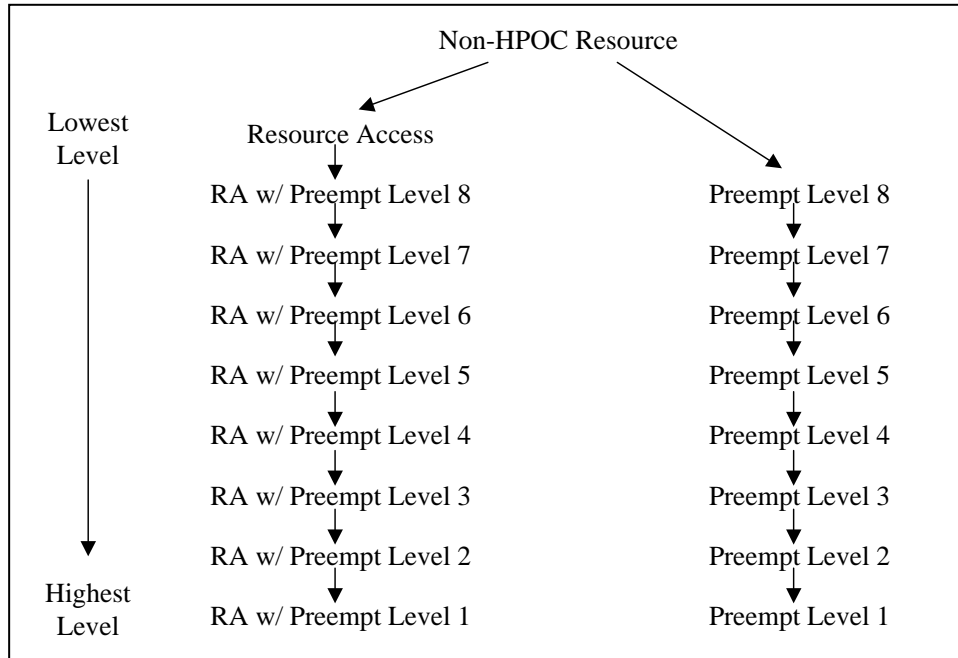 Non-HPOC Resource
Lowest
Level
Resource Access
RA w/ Preempt Level 8
Preempt Level 8
RA w/ Preempt Level 7
Preempt Level 7
RA w/ Preempt Level 6
Preempt Level 6
RA w/ Preempt Level 5
Preempt Level 5
RA w/ Preempt Level 4
Preempt Level 4
RA w/ Preempt Level 3
Preempt Level 3
RA w/ Preempt Level 2
Preempt Level 2
Highest
Level
RA w/ Preempt Level 1
Preempt Level 1